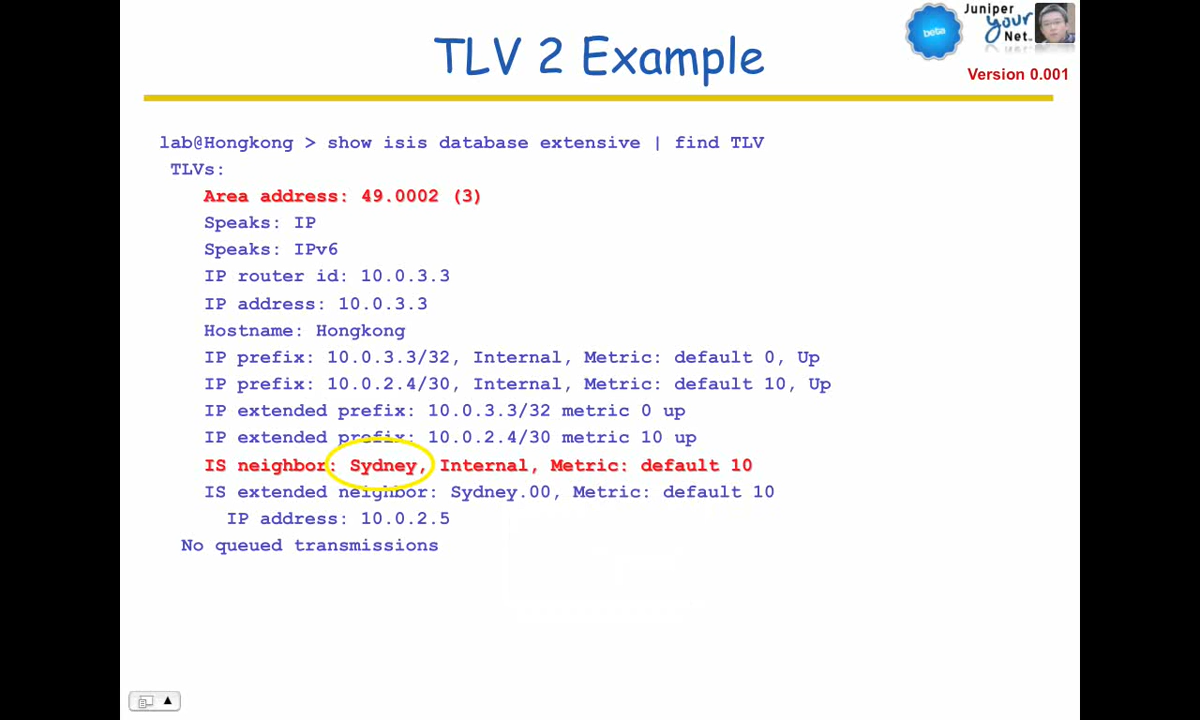 Juniper
your
Net
beta
Version 0.001
TLV 2 Example
lab@Hongkong > show isis database extensive | find TLV
TLVs:
Area address: 49.0002 (3)
Speaks: IP
Speaks: IPv6
IP router id: 10.0.3.3
IP address: 10.0.3.3
Hostname: Hongkong
IP prefix: 10.0.3.3/32, Internal, Metric: default 0, Up
IP prefix: 10.0.2.4/30, Internal, Metric: default 10, Up
IP extended prefix: 10.0.3.3/32 metric 0 up
IP extended prefix: 10.0.2.4/30 metric 10 up
IS neighbor: Sydney, Internal, Metric: default 10
IS extended neighbor: Sydney.00, Metric: default 10
IP address: 10.0.2.5
No queued transmissions